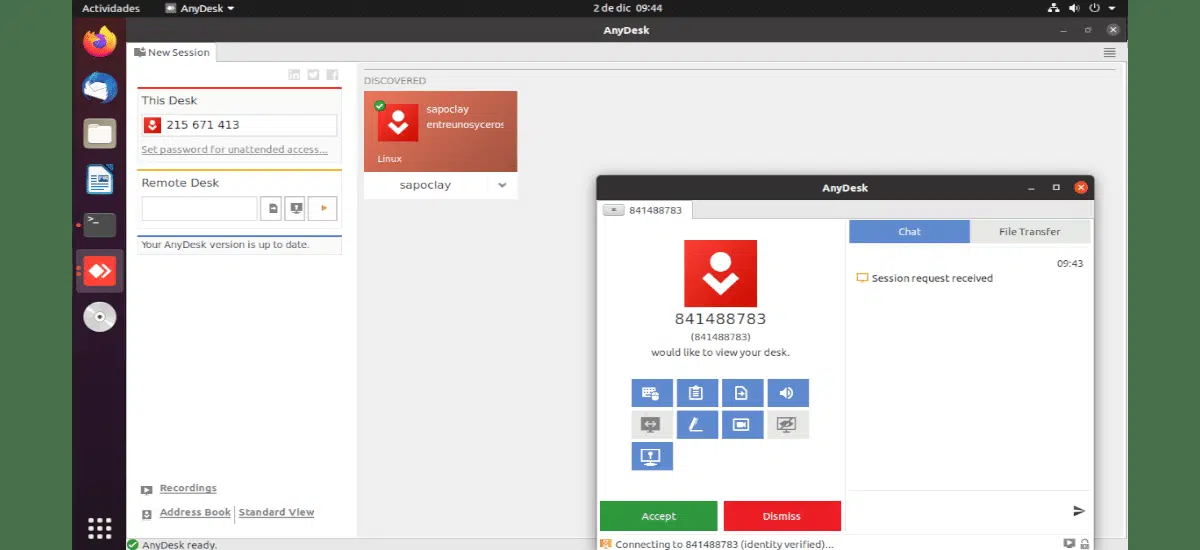 Actividades
AnyDesk
2 de dic 09:44
AnyDesk
New Session
This Desk
215 671 413
Set password for unattended access...
Remote Desk
Your AnyDesk version is up to date.
Recordings
Address Book
Standard View
AnyDesk ready.
DISCOVERED
sapoclay
entreunosyceros
Linux
sapoclay
AnyDesk
841488783
841488783
(841488783)
would like to view your desk.
Accept
Dismiss
Chat
File Transfer
09:43
Session request received
Connecting to 841488783 (identity verified)...